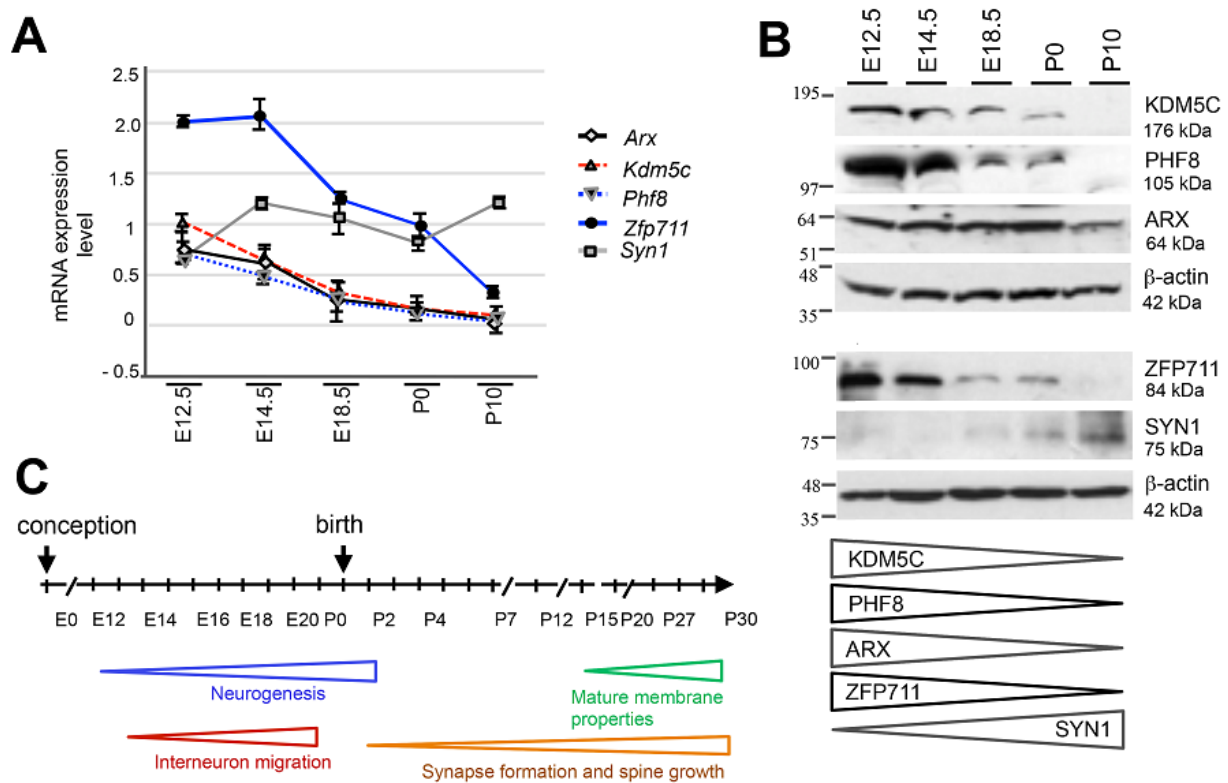 A
2.5
2.0
1.5
1
0.5
0
- 0.5
mRNA expression
level
E12.5
E14.5
E18.5
P0
P10
Arx
Kdm5c
Phf8
Zfp711
Syn1
B
E12.5
E14.5
E18.5
P0
P10
195
KDM5C
176 kDa
PHF8
105 kDa
97
64
ARX
64 kDa
51
48
β-actin
42 kDa
35
100
ZFP711
84 kDa
SYN1
75
75 kDa
48
β-actin
42 kDa
35
KDM5C
PHF8
ARX
ZFP711
SYN1
C
conception
birth
E0 E12 E14 E16 E18 E20 P0 P2 P4 P7 P12 P15 P20 P27 P30
Neurogenesis
Mature membrane
properties
Interneuron migration
Synapse formation and spine growth